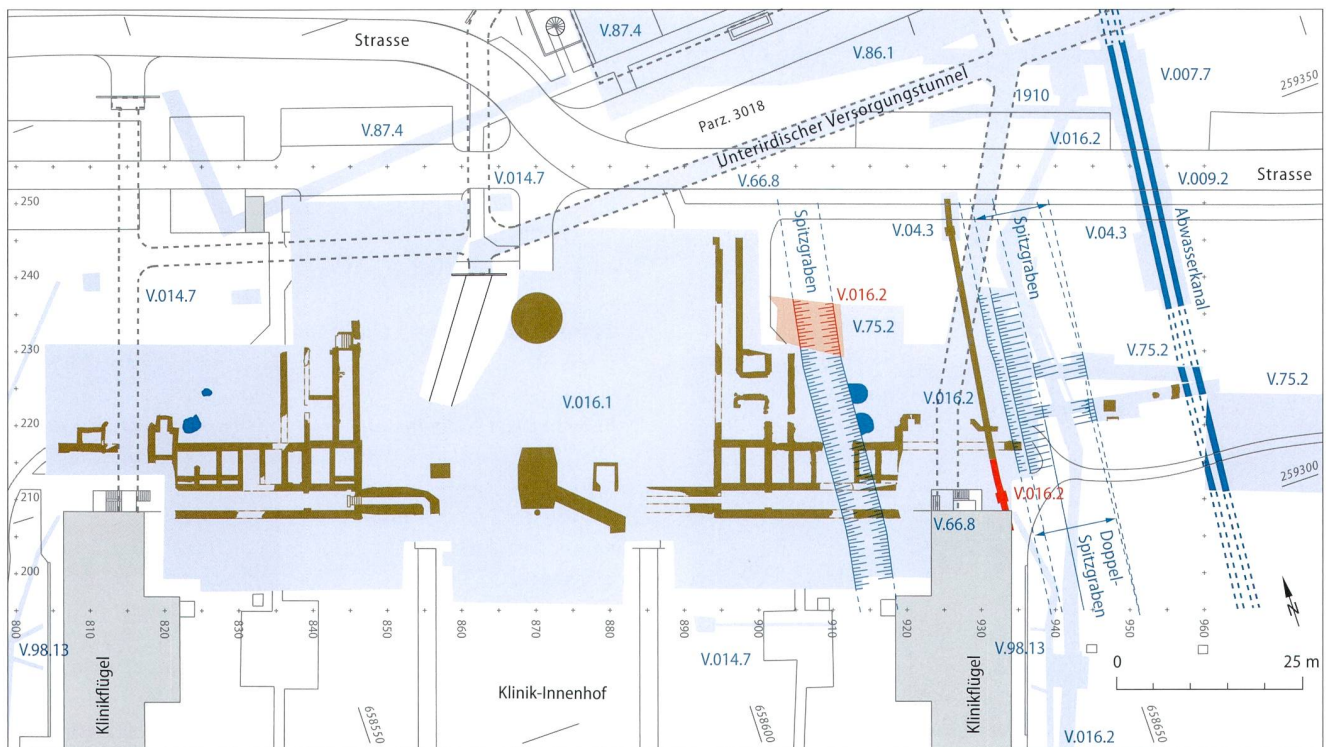 Strasse
V.87.4
V.86.1
V.007.7
259350
1910
V.87.4
Parz. 3018
Unterirdischer Versorgungstunnel
V.016.2
V.014.7
V.66.8
V.009.2
Strasse
250
V.04.3
V.04.3
Spitzgraben
Spitzgraben
Abwasserkanal
240
V.014.7
V.016.2
V.75.2
230
V.75.2
V.75.2
V.016.1
V.016.2
220
259300
210
V.016.2
V.66.8
Doppel-
Spitzgraben
200
N
800
810
820
830
840
850
860
870
880
890
900
910
920
930
940
950
960
V.98.13
V.014.7
V.98.13
0
25 m
Klinikflügel
Klinik-Innenhof
Klinikflügel
658550
658600
658650
V.016.2